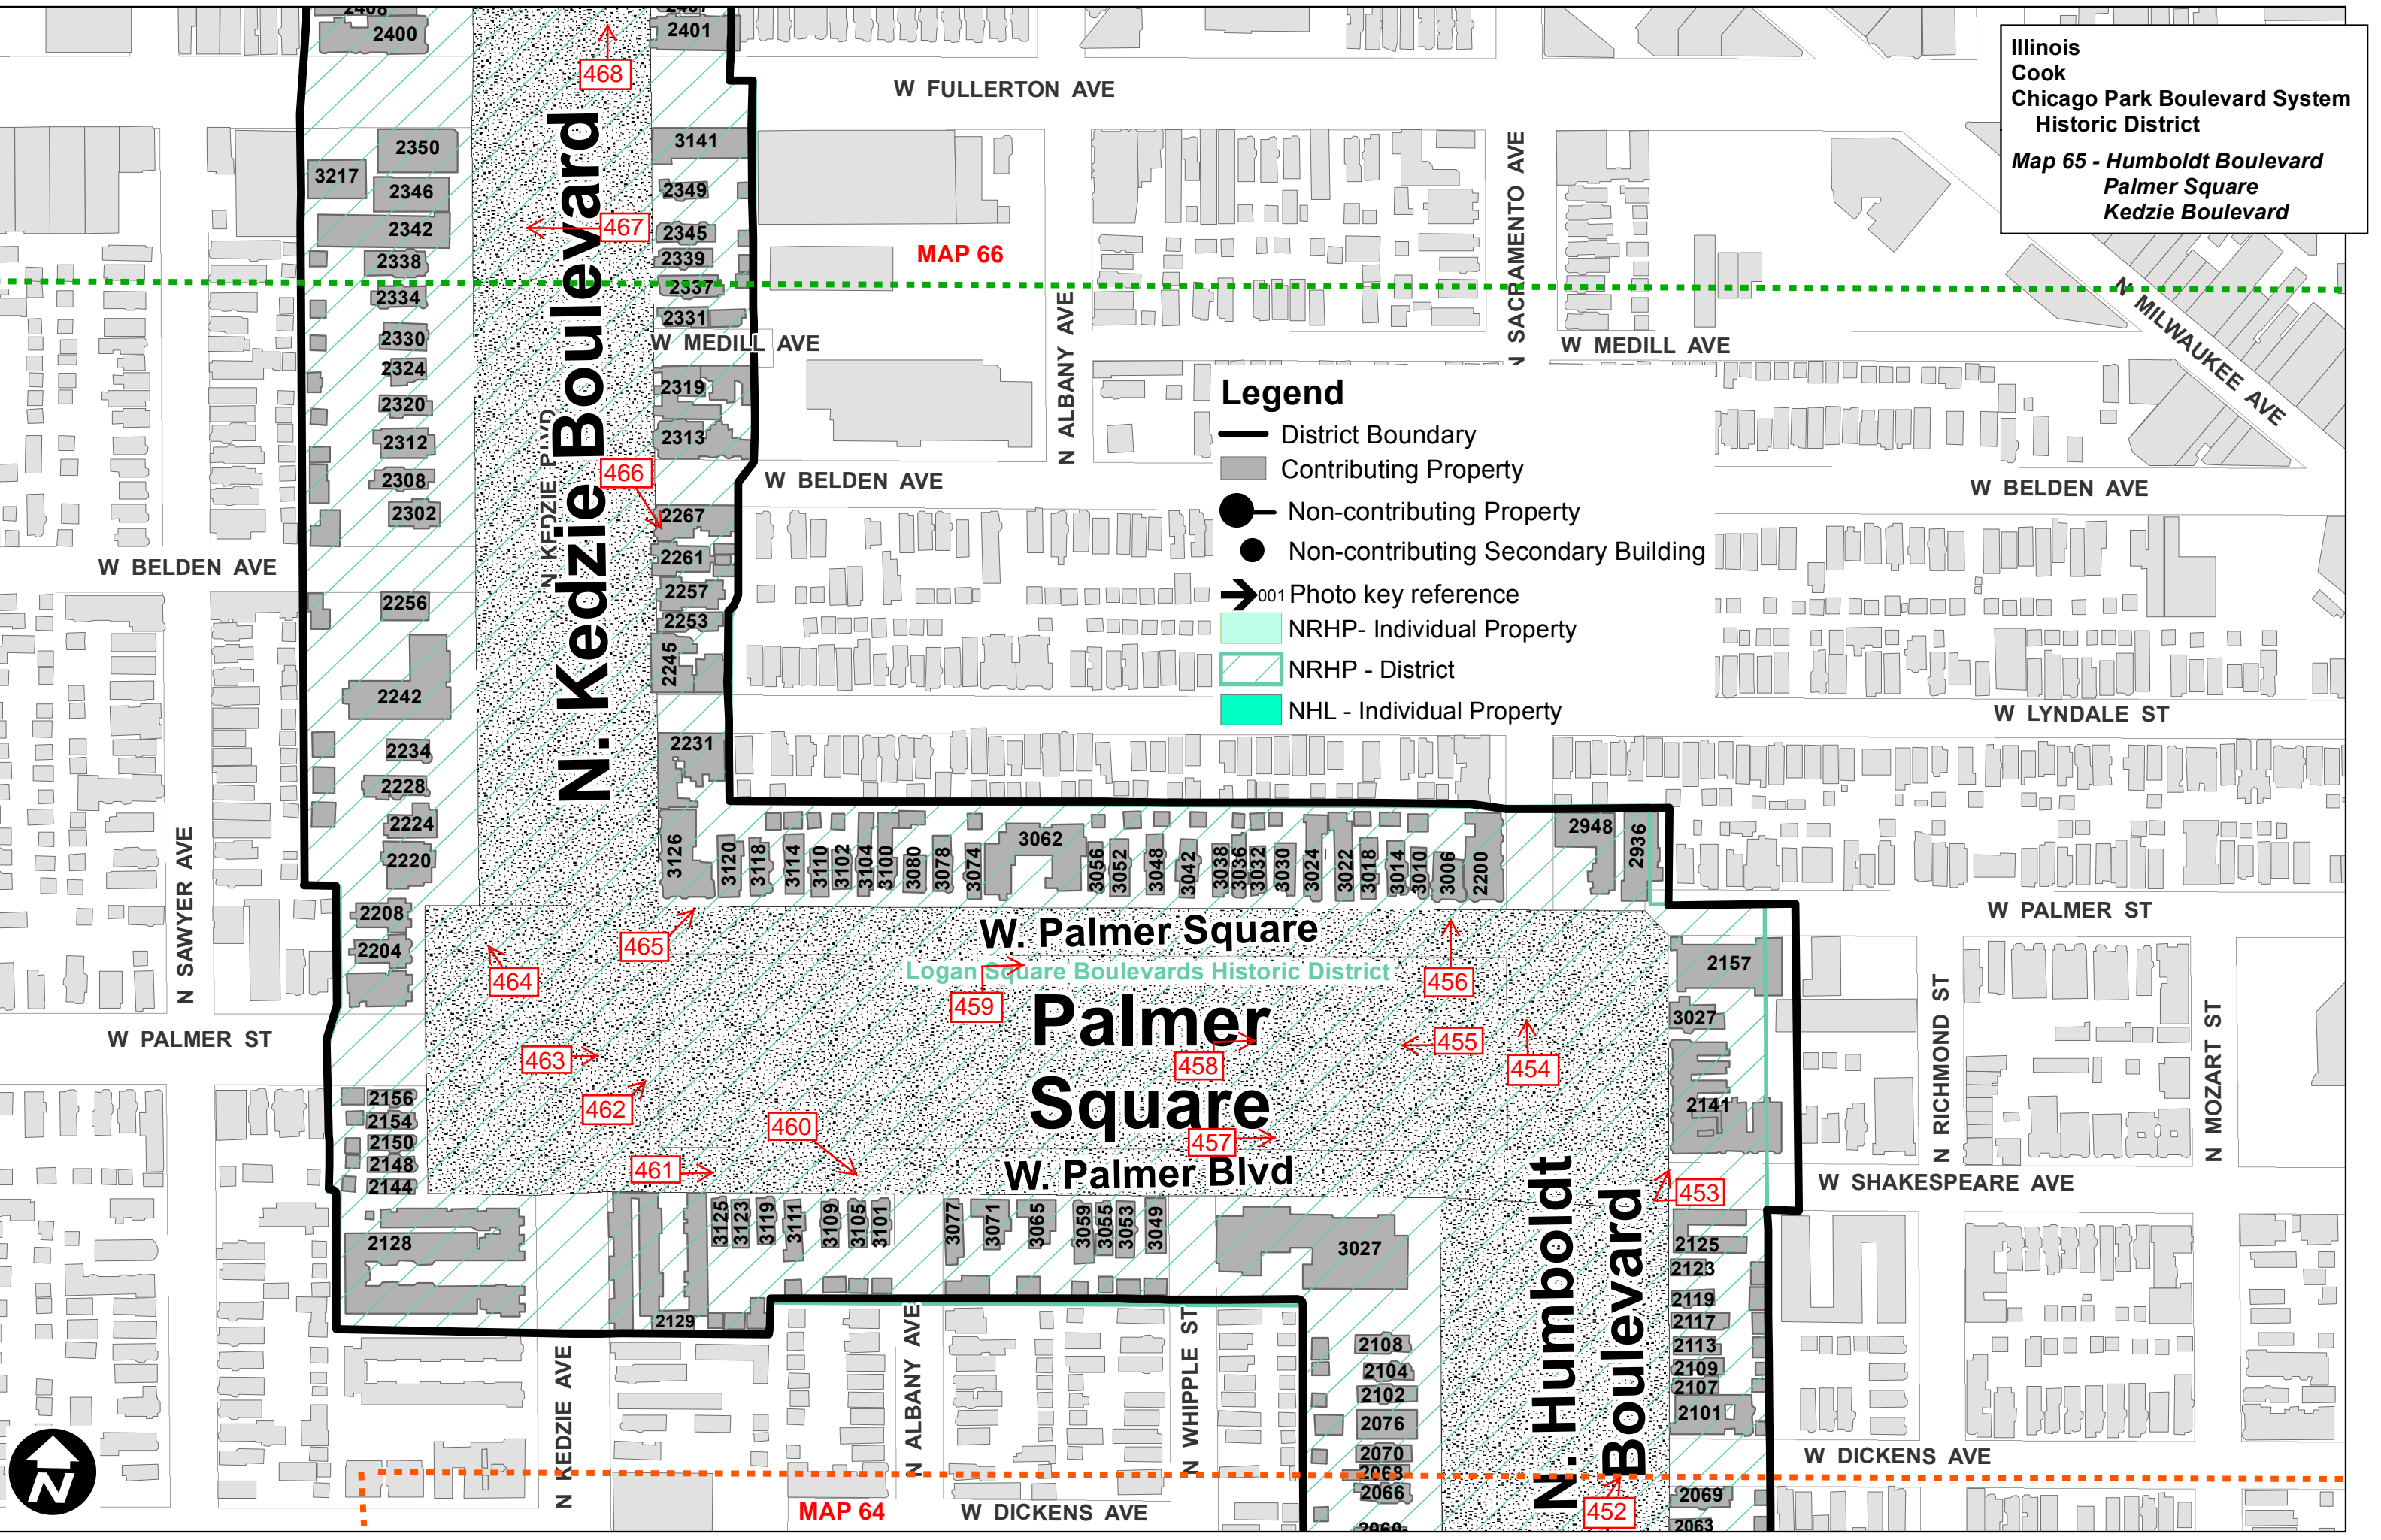 Illinois
Cook
Chicago Park Boulevard System
Historic District
Map 65 - Humboldt Boulevard
Palmer Square
Kedzie Boulevard
2408
2400
2401
468
W FULLERTON AVE
2350
3217
2346
2342
2338
2334
2330
2324
2320
2312
2308
2302
3141
2349
2345
2339
2337
2331
467
MAP 66
N. Kedzie Boulevard
W MEDILL AVE
W MEDILL AVE
N ALBANY AVE
N SACRAMENTO AVE
N MILWAUKEE AVE
2319
2313
466
W BELDEN AVE
W BELDEN AVE
W BELDEN AVE
Legend
District Boundary
Contributing Property
Non-contributing Property
Non-contributing Secondary Building
001 Photo key reference
NRHP- Individual Property
NRHP - District
NHL - Individual Property
2267
2261
2257
2253
2245
2231
2256
2242
2234
2228
2224
2220
2208
2204
W LYNDALE ST
N SAWYER AVE
W PALMER ST
W PALMER ST
3126
3120
3118
3114
3110
3102
3104
3100
3080
3078
3074
3062
3056
3052
3048
3042
3038
3036
3032
3030
3024
3022
3018
3014
3010
3006
2200
2948
2936
W. Palmer Square
Logan Square Boulevards Historic District
Palmer
Square
W. Palmer Blvd
465
464
463
462
461
460
459
458
457
456
455
454
453
2157
3027
2141
N RICHMOND ST
N MOZART ST
W SHAKESPEARE AVE
2156
2154
2150
2148
2144
2128
2129
3125
3123
3119
3111
3109
3105
3101
3077
3071
3065
3059
3055
3053
3049
3027
N. Humboldt
Boulevard
2125
2123
2119
2117
2113
2109
2107
2101
2108
2104
2102
2076
2070
2068
2066
2060
2069
2063
452
N KEDZIE AVE
N ALBANY AVE
N WHIPPLE ST
W DICKENS AVE
W DICKENS AVE
MAP 64
N